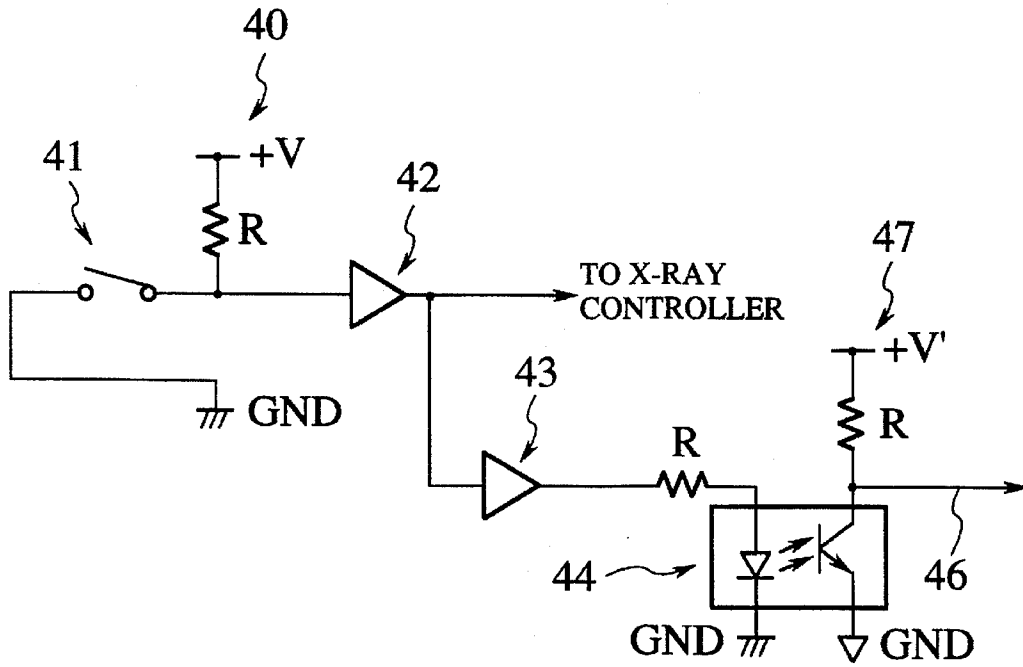 40
+V
41
R
42
TO X-RAY
CONTROLLER
47
+V'
GND
43
R
R
44
46
GND
GND